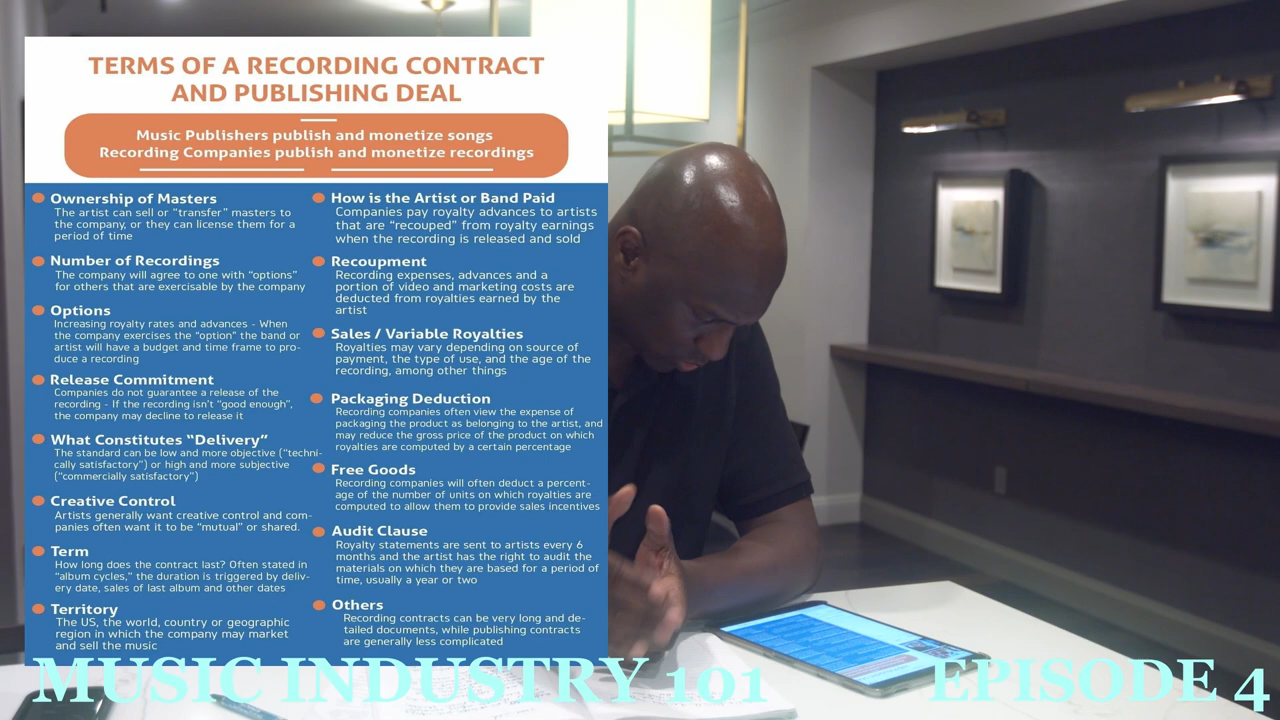 TERMS OF A RECORDING CONTRACT
AND PUBLISHING DEAL
Music Publishers publish and monetize songs
Recording Companies publish and monetize recordings
Ownership of Masters
The artist can sell or “transfer” masters to
the company, or they can license them for a
period of time
Number of Recordings
The company will agree to one with “options”
for others that are exercisable by the company
Options
Increasing royalty rates and advances - When
the company exercises the “option” the band or
artist will have a budget and time frame to pro-
duce a recording
Release Commitment
Companies do not guarantee a release of the
recording - If the recording isn’t “good enough”,
the company may decline to release it
What Constitutes “Delivery”
The standard can be low and more objective (“techni-
cally satisfactory”) or high and more subjective
(“commercially satisfactory”)
Creative Control
Artists generally want creative control and com-
panies often want it to be “mutual” or shared.
Term
How long does the contract last? Often stated in
“album cycles,” the duration is triggered by deliv-
ery date, sales of last album and other dates
Territory
The US, the world, country or geographic
region in which the company may market
and sell the music
How is the Artist or Band Paid
Companies pay royalty advances to artists
that are “recouped” from royalty earnings
when the recording is released and sold
Recoupment
Recording expenses, advances and a
portion of video and marketing costs are
deducted from royalties earned by the
artist
Sales / Variable Royalties
Royalties may vary depending on source of
payment, the type of use, and the age of the
recording, among other things
Packaging Deduction
Recording companies often view the expense of
packaging the product as belonging to the artist, and
may reduce the gross price of the product on which
royalties are computed by a certain percentage
Free Goods
Recording companies will often deduct a percent-
age of the number of units on which royalties are
computed to allow them to provide sales incentives
Audit Clause
Royalty statements are sent to artists every 6
months and the artist has the right to audit the
materials on which they are based for a period of
time, usually a year or two
Others
Recording contracts can be very long and de-
tailed documents, while publishing contracts
are generally less complicated
MUSIC INDUSTRY 101 EPISODE 4